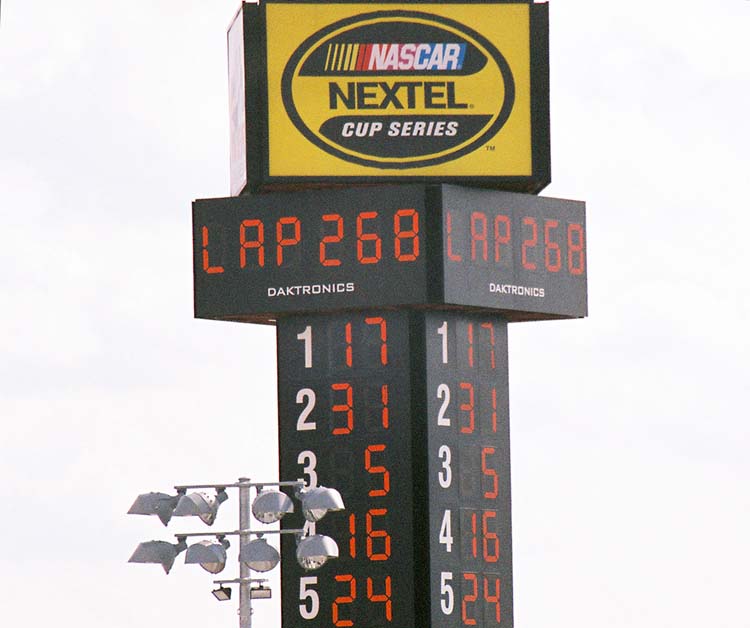 NASCAR
NEXTEL
CUP SERIES
TM
LAP 268
DAKTRONICS
1 17
2 31
3 5
4 16
5 24
LAP 268
DAKTRONICS
1 17
2 31
3 5
4 16
5 24